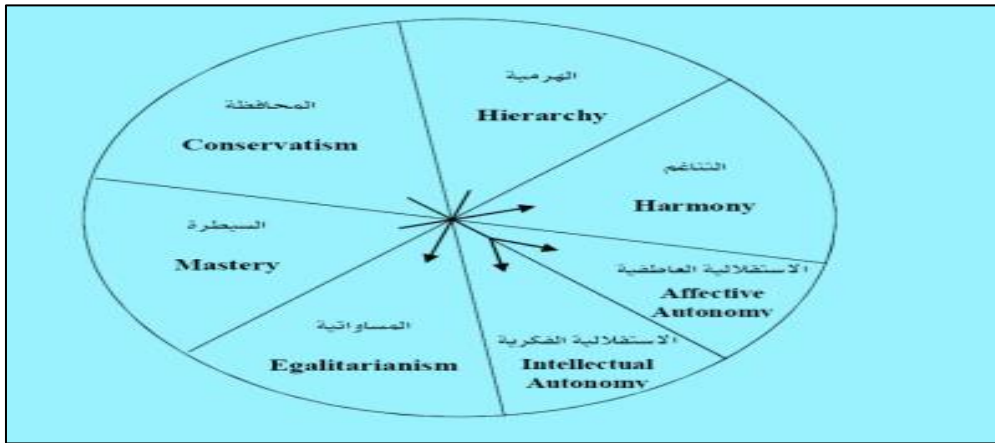 الهرمية
Hierarchy
المحافظة
Conservatism
التناغم
Harmony
السيطرة
Mastery
الاستقلالية العاطفية
Affective
Autonomy
المساواتية
Egalitarianism
الاستقلالية الفكرية
Intellectual
Autonomy